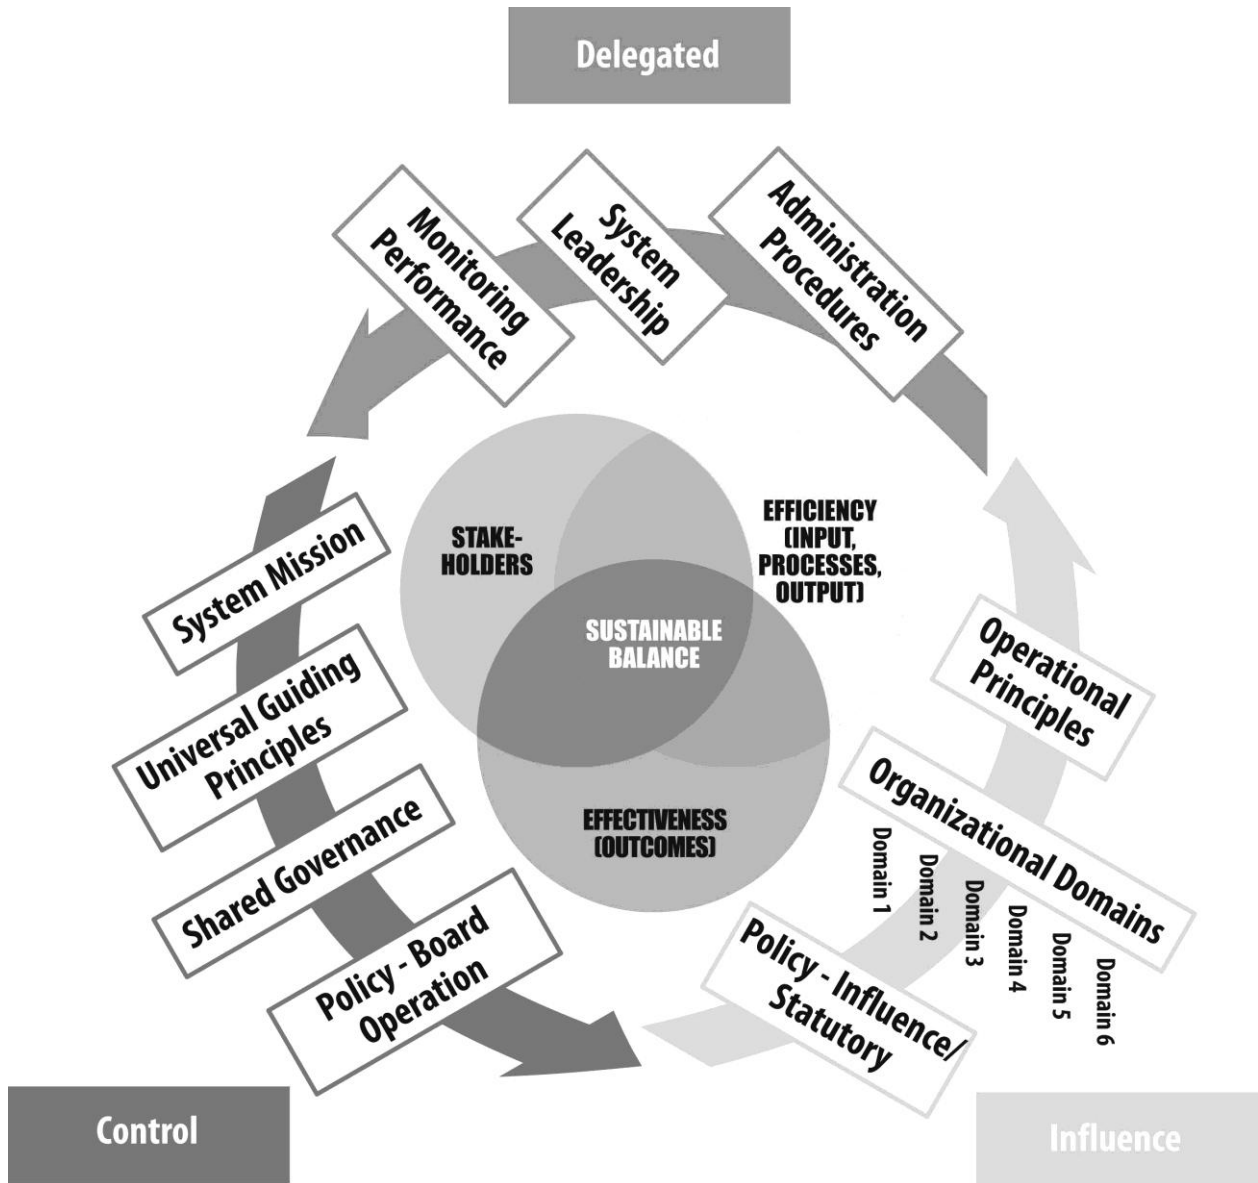 Delegated
Monitoring
Performance
System
Leadership
Administration
Procedures
STAKE-
HOLDERS
EFFICIENCY
(INPUT,
PROCESSES,
OUTPUT)
SUSTAINABLE
BALANCE
EFFECTIVENESS
(OUTCOMES)
System Mission
Universal Guiding
Principles
Shared Governance
Policy - Board
Operation
Operational
Principles
Organizational Domains
Domain 1
Domain 2
Domain 3
Domain 4
Domain 5
Domain 6
Policy - Influence/
Statutory
Control
Influence